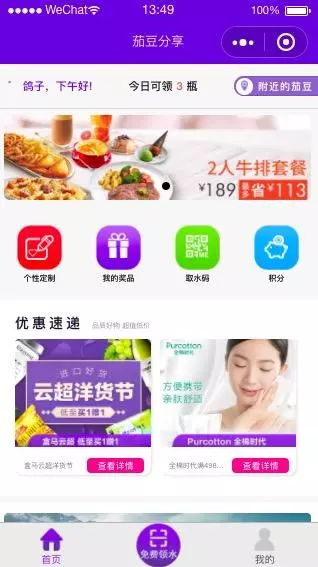 WeChat
13:49
100%
茄豆分享
鸽子，下午好!
今日可领 3 瓶
附近的茄豆
2人牛排套餐
¥189 最多省¥113
个性定制
我的奖品
取水码
积分
优惠速递
品质好物 超值低价
进口好货
云超洋货节
低至买1赠1
盒马云超 低至买1赠1
Purcotton
全棉时代
方便携带
亲肤舒适
Purcotton 全棉时代
盒马云超洋货节
查看详情
全棉时代满498...
查看详情
首页
免费领水
我的